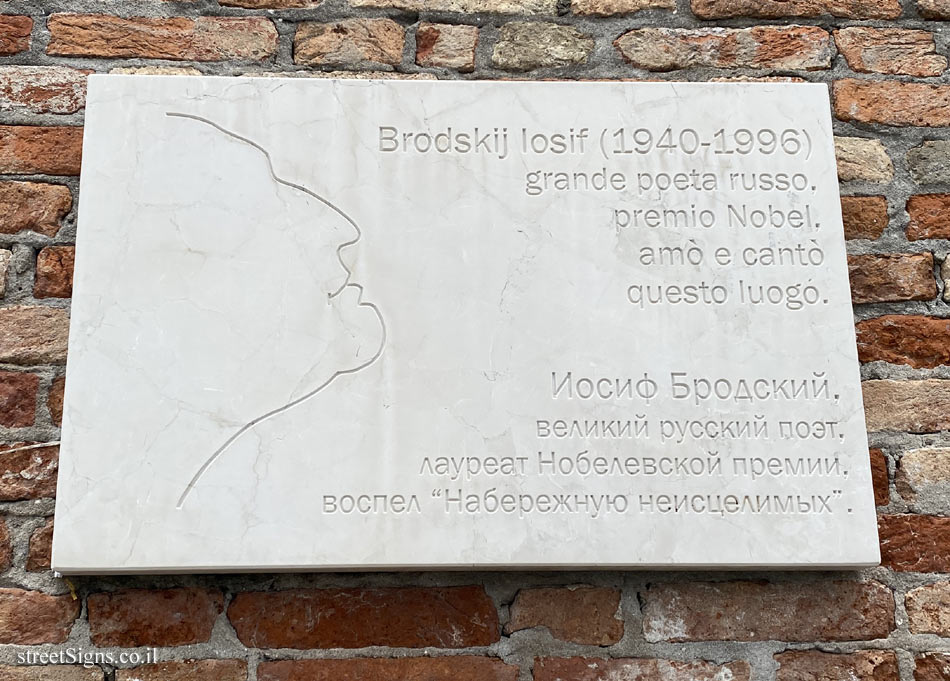 Brodskij Iosif (1940-1996)
grande poeta russo,
premio Nobel,
amò e cantò
questo luogo.
Иосиф Бродский,
великий русский поэт,
лауреат Нобелевской премии,
воспел “Набережную неисцелимых”.
streetSigns.co.il